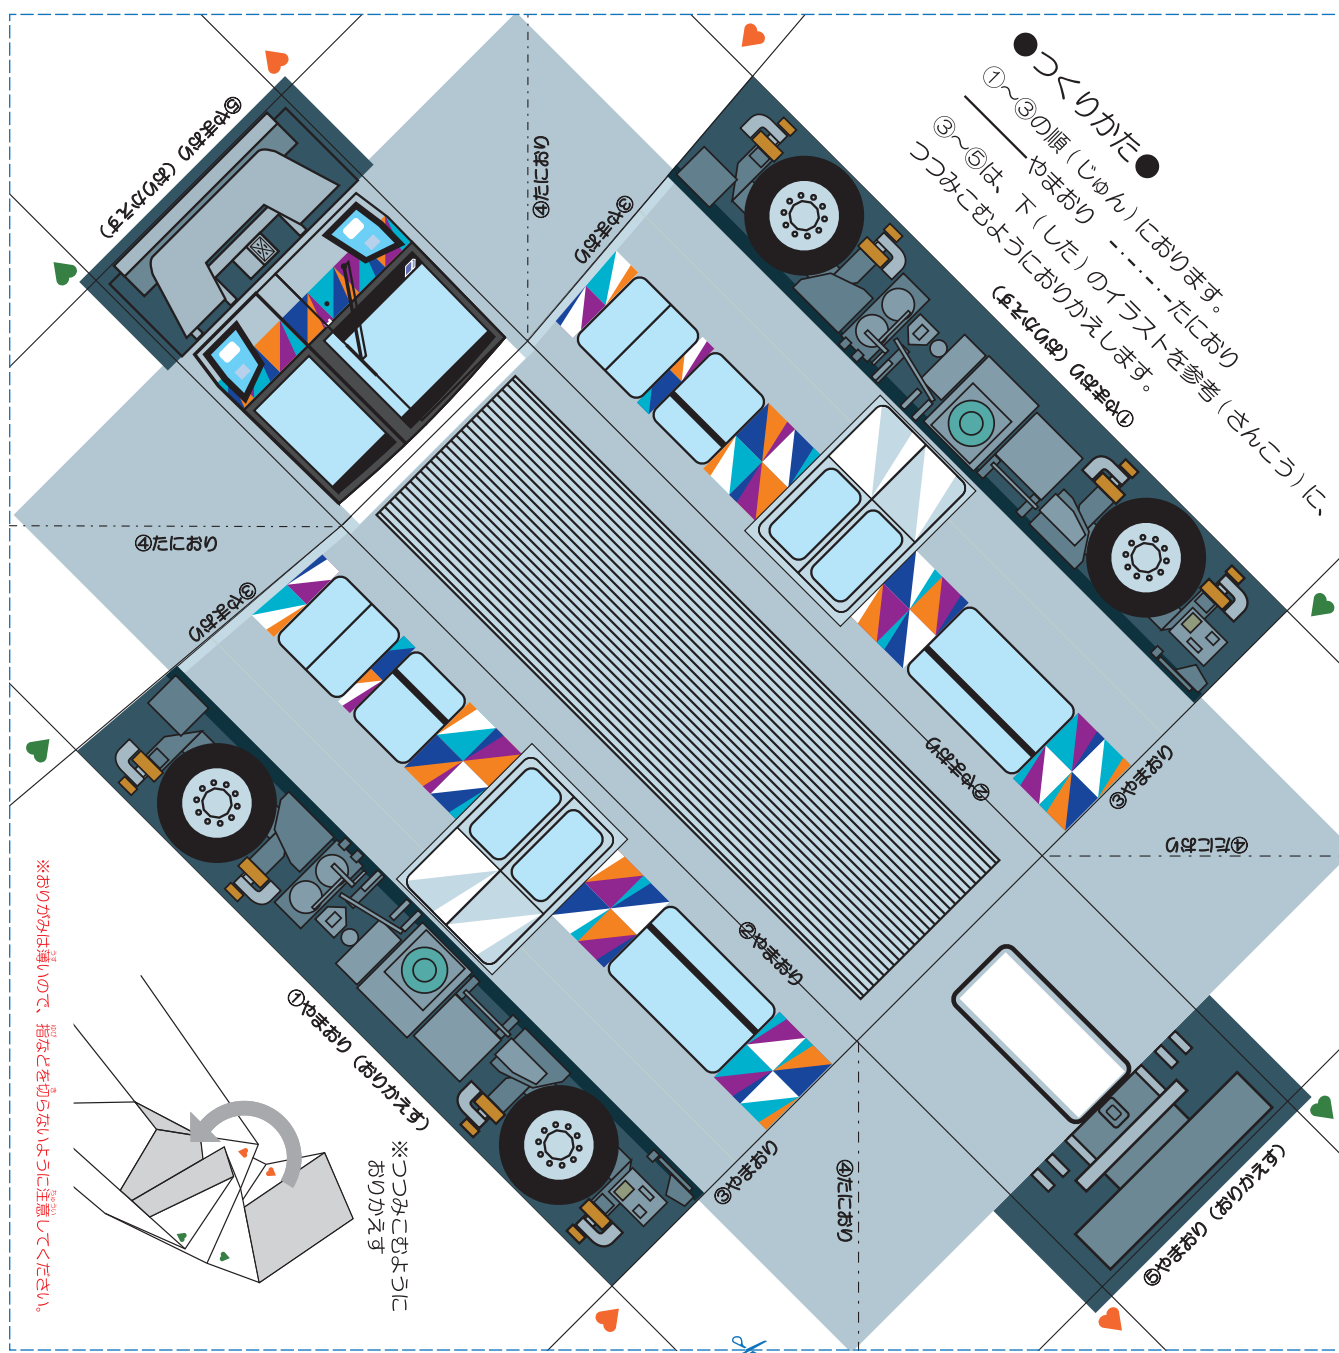 ●つくりかた●
①～③の順（じゅん）におります。
やまおり たにおり
③～⑤は、下（した）のイラストを参考（さんこう）に、
つつみこむようにおりかえします。
⑤やまおり（おりかえす）
④たにおり
③やまおり
①やまおり（おりかえす）
④たにおり
③やまおり
②やまおり
③やまおり
④たにおり
②やまおり
①やまおり（おりかえす）
③やまおり
④たにおり
⑤やまおり（おりかえす）
※つつみこむように
おりかえす
※おりがみは薄いので、指などを切らないように注意してください。